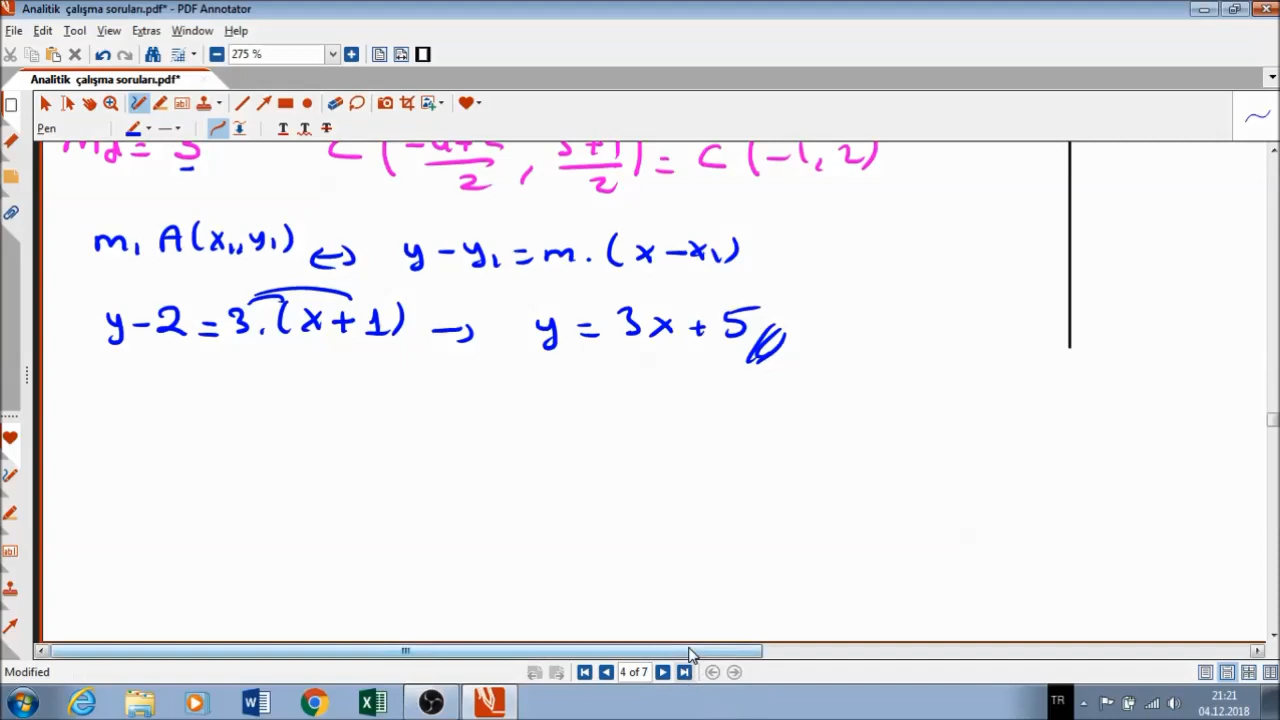 Analitik çalışma soruları.pdf* - PDF Annotator
File Edit Tool View Extras Window Help
275 %
Analitik çalışma soruları.pdf*
Pen
C ( , ) = C (-1, 2)
m, A(x₁, y₁) ⟷ y - y₁ = m . (x - x₁)
y - 2 = 3 . (x + 1) → y = 3x + 5
4 of 7
Modified
TR
21:21
04.12.2018